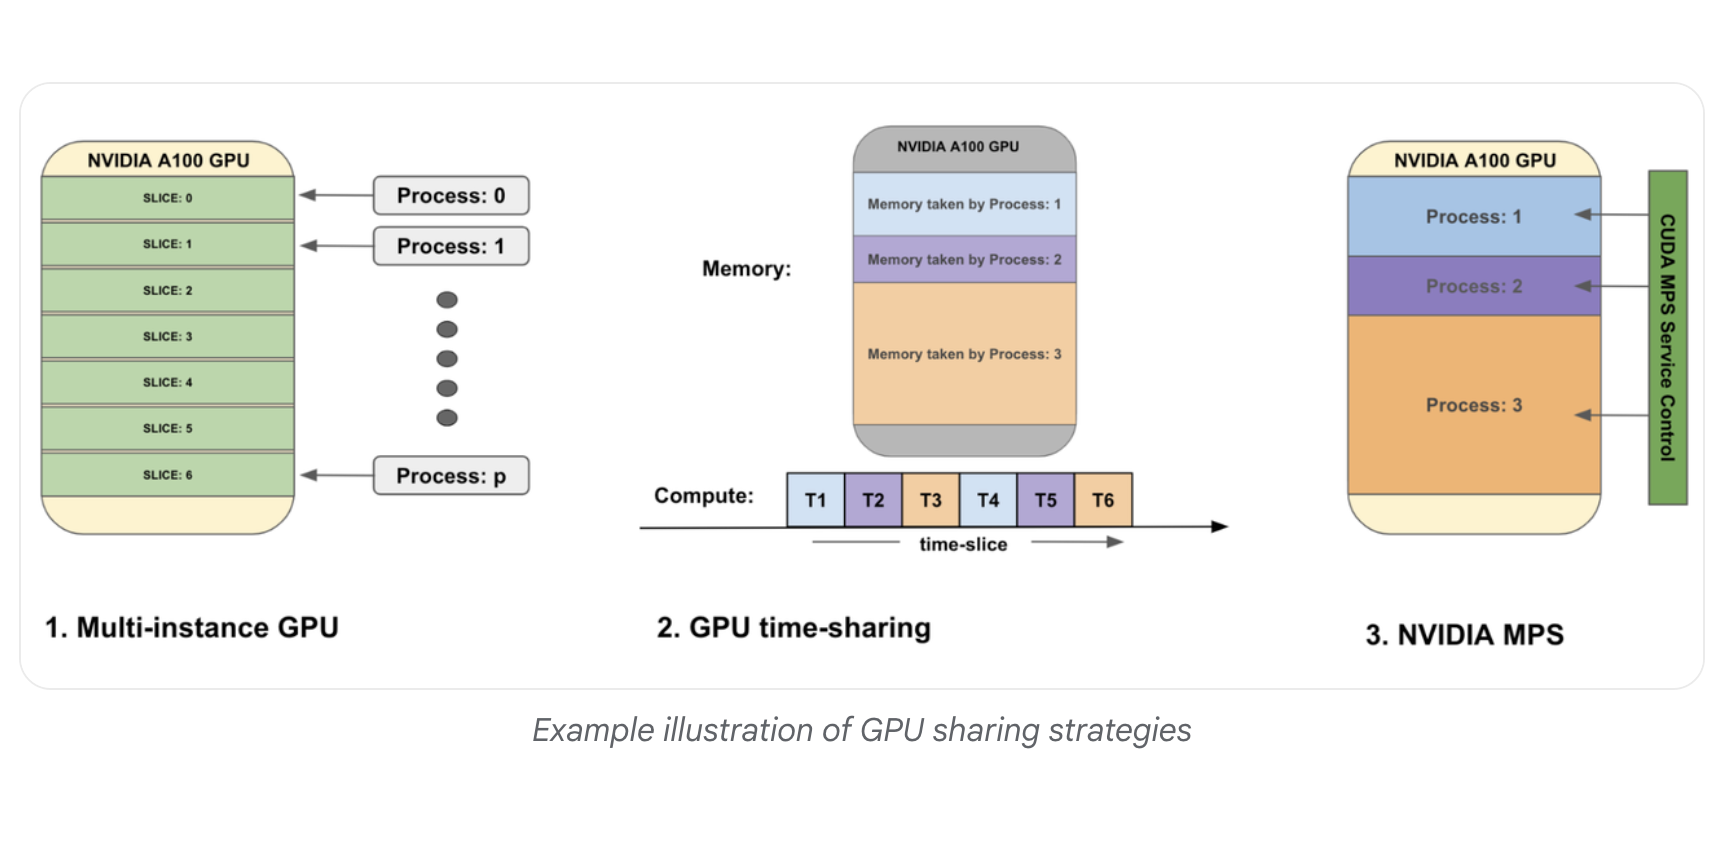 NVIDIA A100 GPU
SLICE: 0
SLICE: 1
SLICE: 2
SLICE: 3
SLICE: 4
SLICE: 5
SLICE: 6
Process: 0
Process: 1
Process: p
1. Multi-instance GPU
NVIDIA A100 GPU
Memory:
Memory taken by Process: 1
Memory taken by Process: 2
Memory taken by Process: 3
Compute:
T1
T2
T3
T4
T5
T6
time-slice
2. GPU time-sharing
NVIDIA A100 GPU
Process: 1
Process: 2
Process: 3
CUDA MPS Service Control
3. NVIDIA MPS
Example illustration of GPU sharing strategies